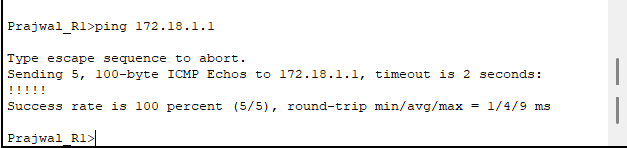 Prajwal_R1>ping 172.18.1.1
Type escape sequence to abort.
Sending 5, 100-byte ICMP Echos to 172.18.1.1, timeout is 2 seconds:
!!!!!
Success rate is 100 percent (5/5), round-trip min/avg/max = 1/4/9 ms
Prajwal_R1>